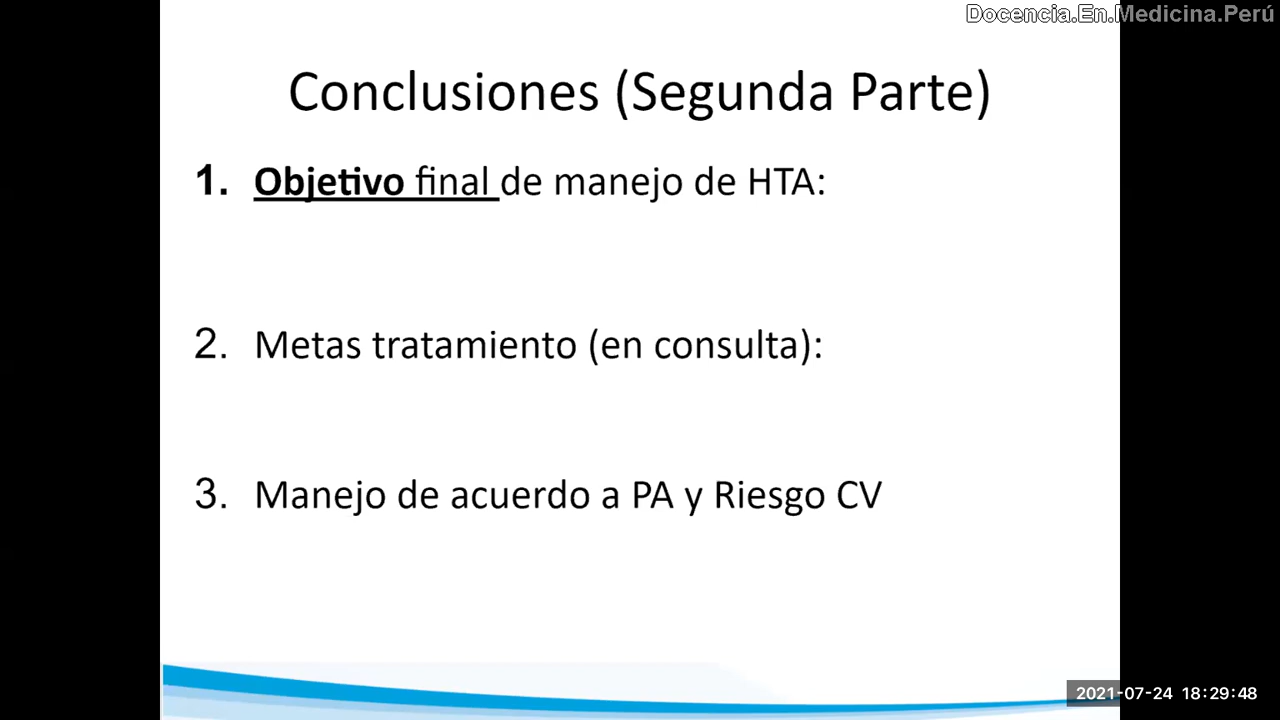 Docencia.En.Medicina.Perú
Conclusiones (Segunda Parte)
1. Objetivo final de manejo de HTA:
2. Metas tratamiento (en consulta):
3. Manejo de acuerdo a PA y Riesgo CV
2021-07-24 18:29:48